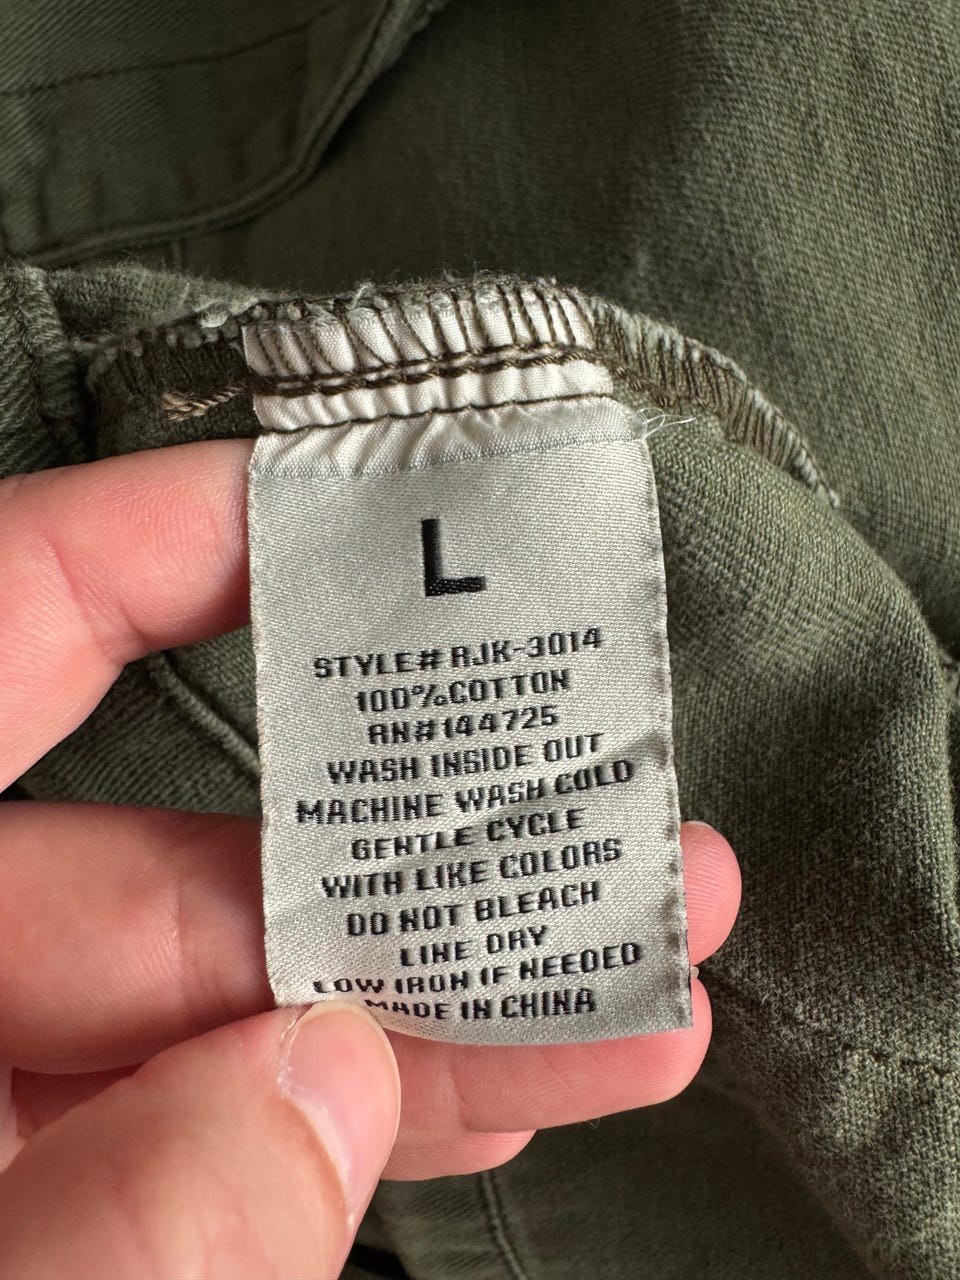 L
STYLE# RJK-3014
100%COTTON
RN#144725
WASH INSIDE OUT
MACHINE WASH COLD
GENTLE CYCLE
WITH LIKE COLORS
DO NOT BLEACH
LINE DRY
LOW IRON IF NEEDED
MADE IN CHINA